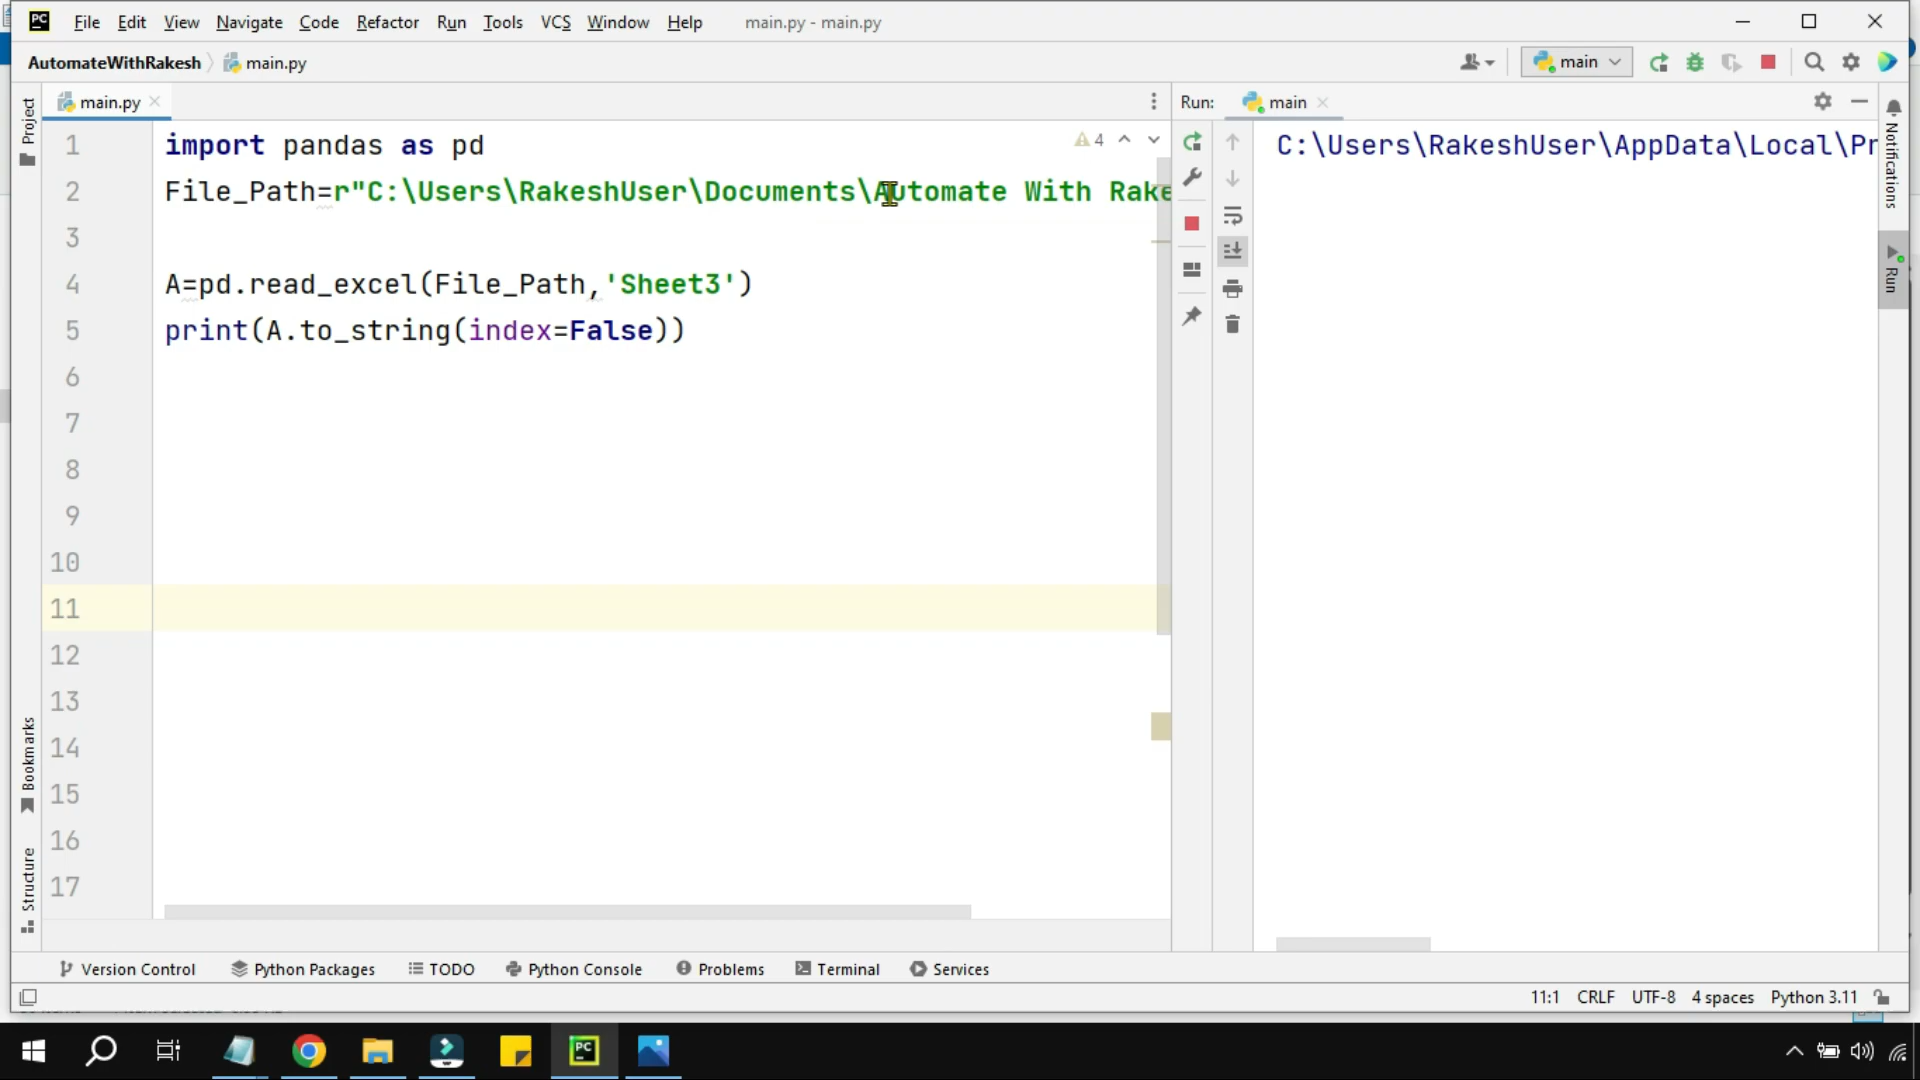 PC File Edit View Navigate Code Refactor Run Tools VCS Window Help main.py - main.py
AutomateWithRakesh main.py main
main.py Run: main
Project
Notifications
Run
Bookmarks
Structure
4
1 import pandas as pd
2 File_Path=r"C:\Users\RakeshUser\Documents\Automate With Rake
3
4 A=pd.read_excel(File_Path,'Sheet3')
5 print(A.to_string(index=False))
6
7
8
9
10
11
12
13
14
15
16
17
C:\Users\RakeshUser\AppData\Local\Pr
Version Control Python Packages TODO Python Console Problems Terminal Services
11:1 CRLF UTF-8 4 spaces Python 3.11
PC